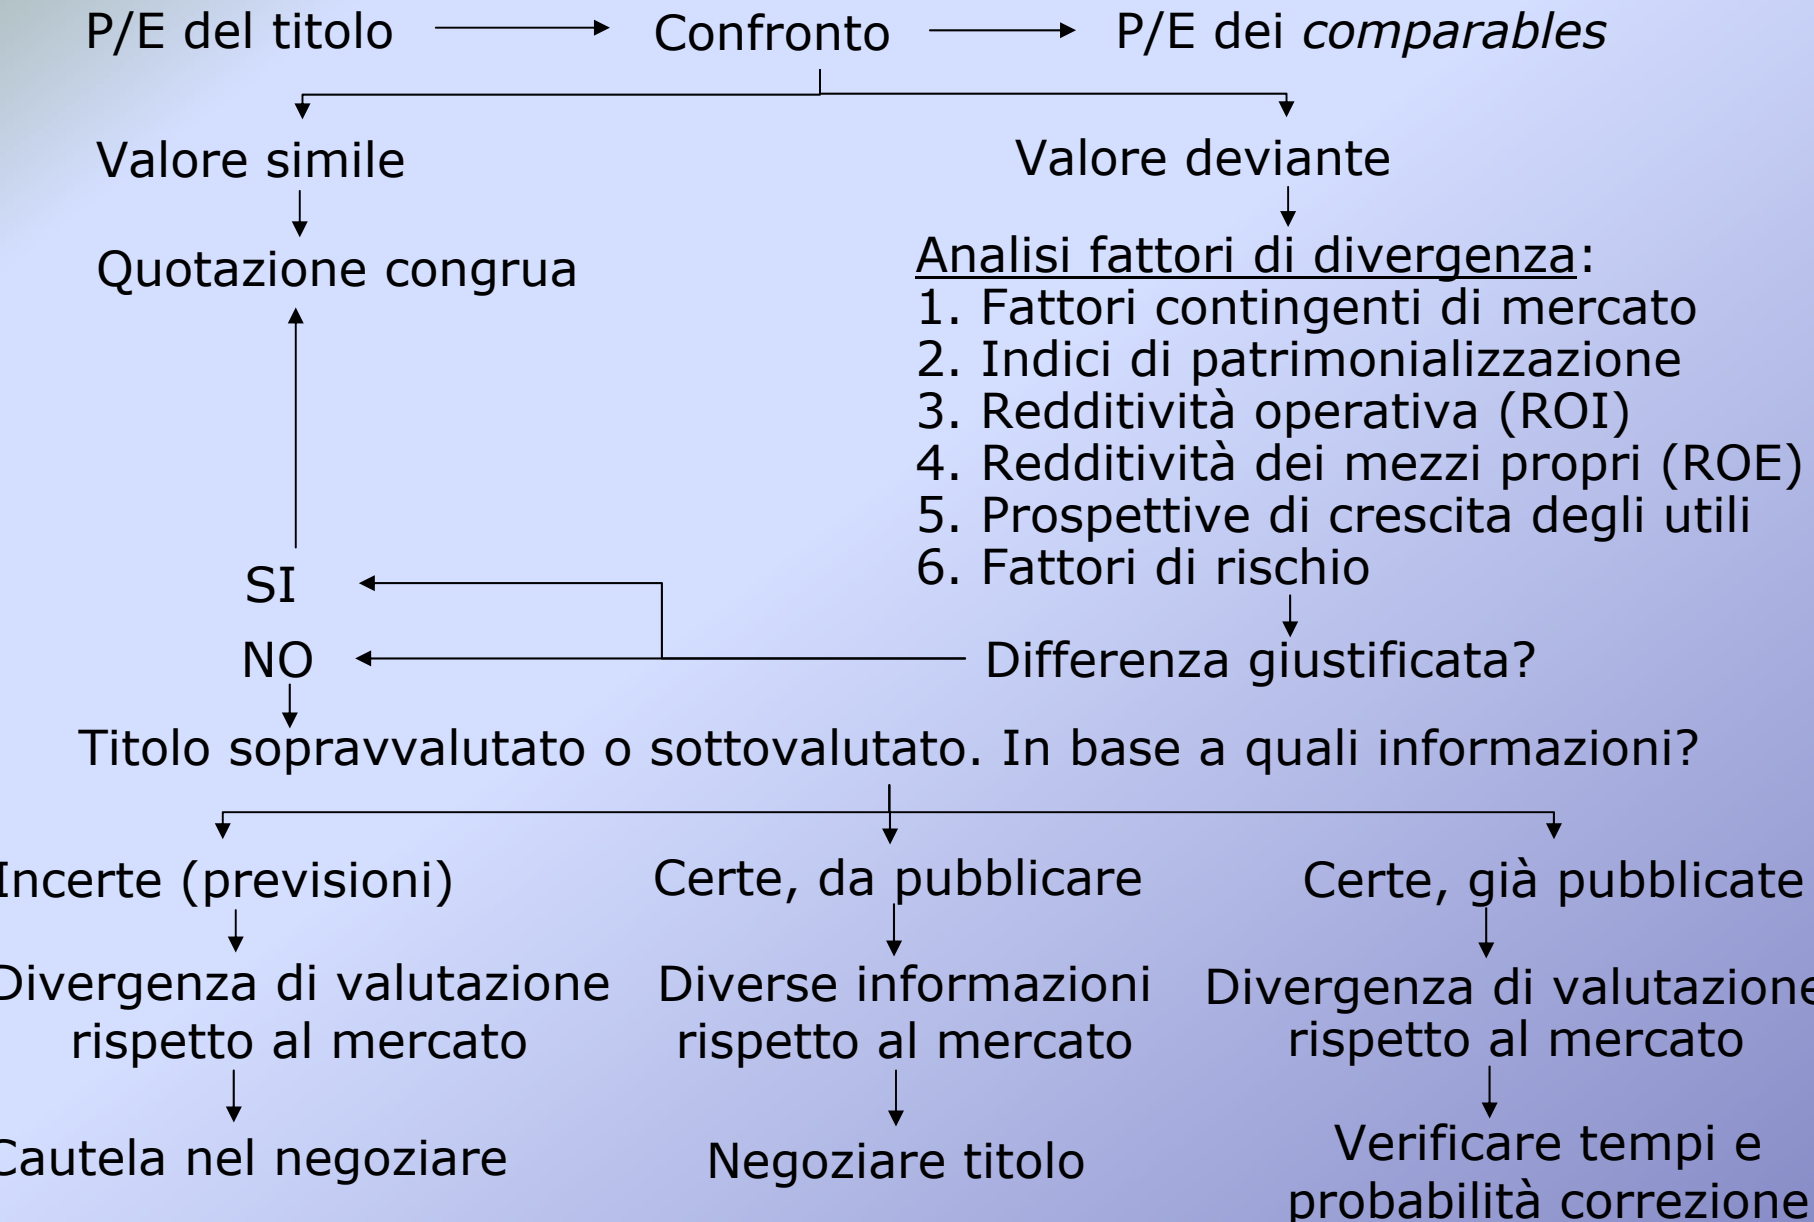 P/E del titolo
Confronto
P/E dei comparables
Valore simile
Valore deviante
Quotazione congrua
Analisi fattori di divergenza:
1. Fattori contingenti di mercato
2. Indici di patrimonializzazione
3. Redditività operativa (ROI)
4. Redditività dei mezzi propri (ROE)
5. Prospettive di crescita degli utili
6. Fattori di rischio
SI
NO
Differenza giustificata?
Titolo sopravvalutato o sottovalutato. In base a quali informazioni?
Incerte (previsioni)
Certe, da pubblicare
Certe, già pubblicate
Divergenza di valutazione
rispetto al mercato
Diverse informazioni
rispetto al mercato
Divergenza di valutazione
rispetto al mercato
Cautela nel negoziare
Negoziare titolo
Verificare tempi e
probabilità correzione